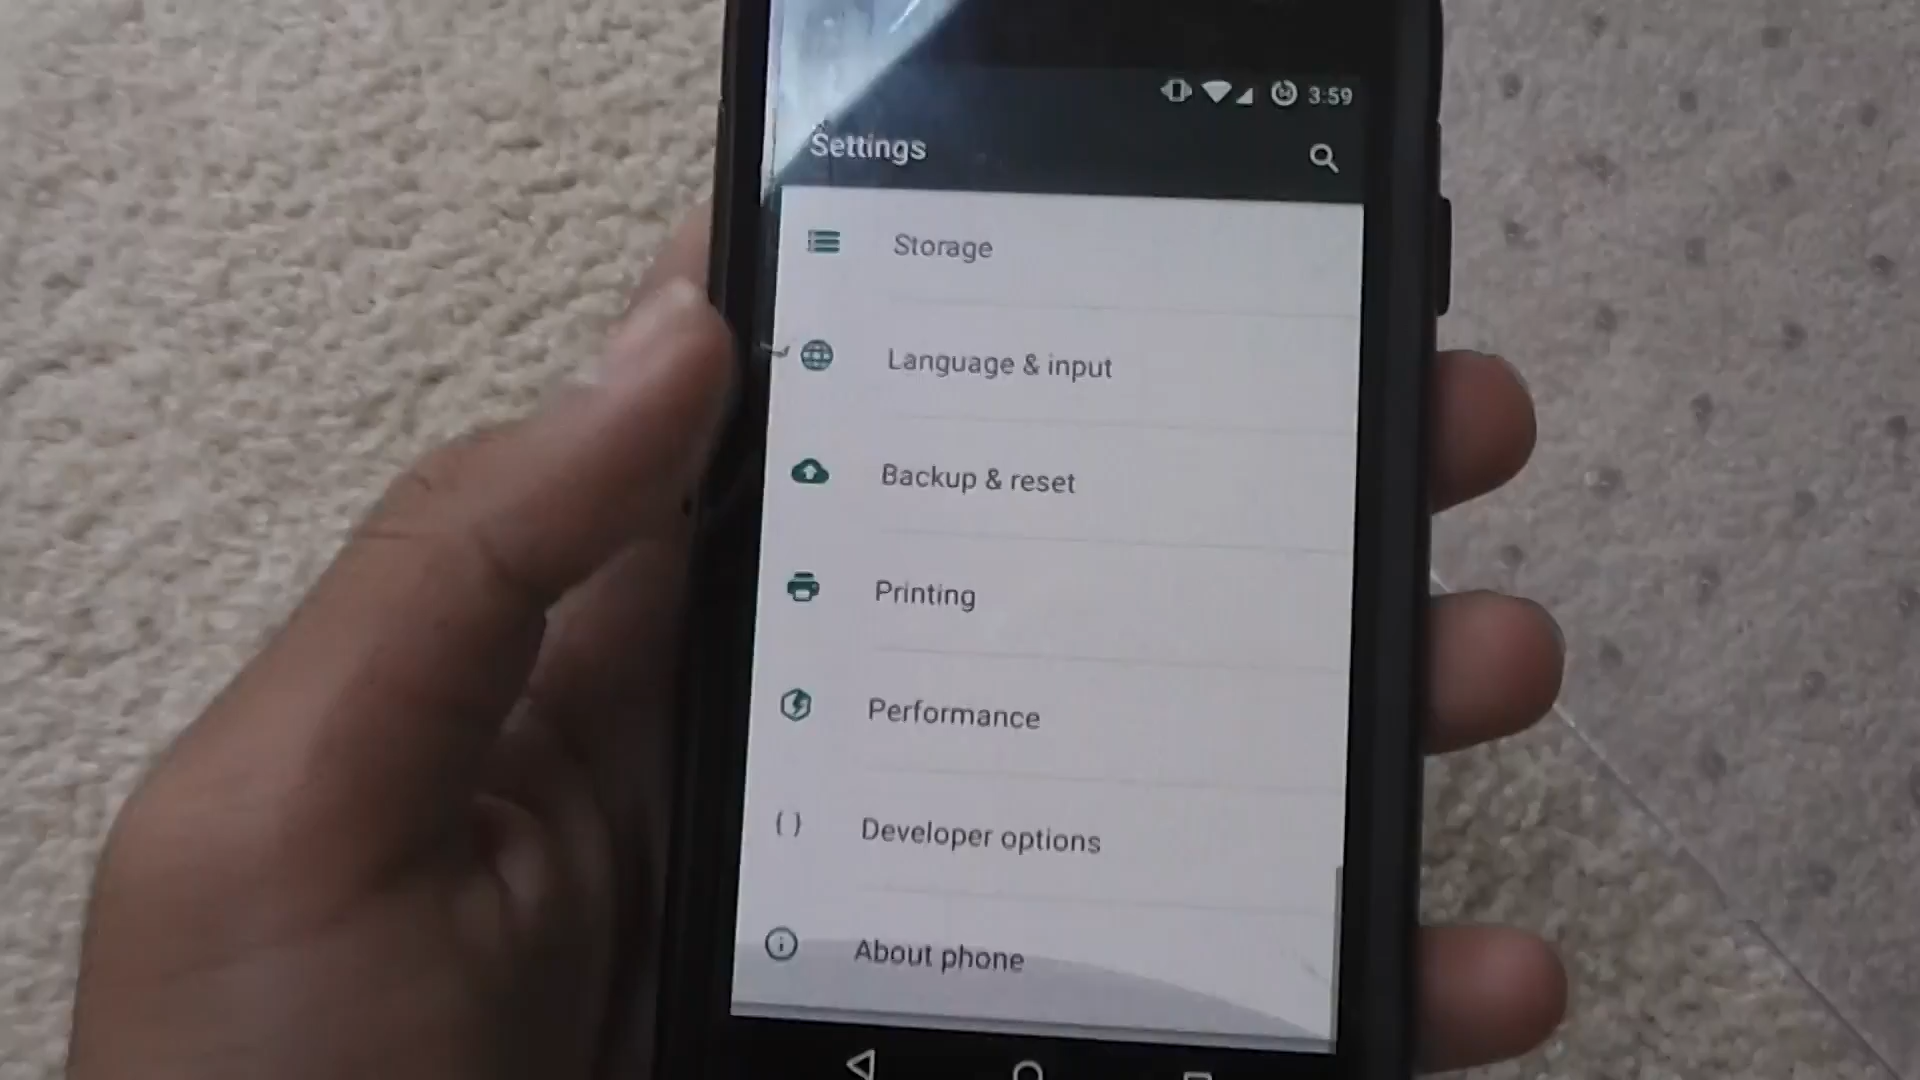 3:59
Settings
Storage
Language & input
Backup & reset
Printing
Performance
Developer options
About phone